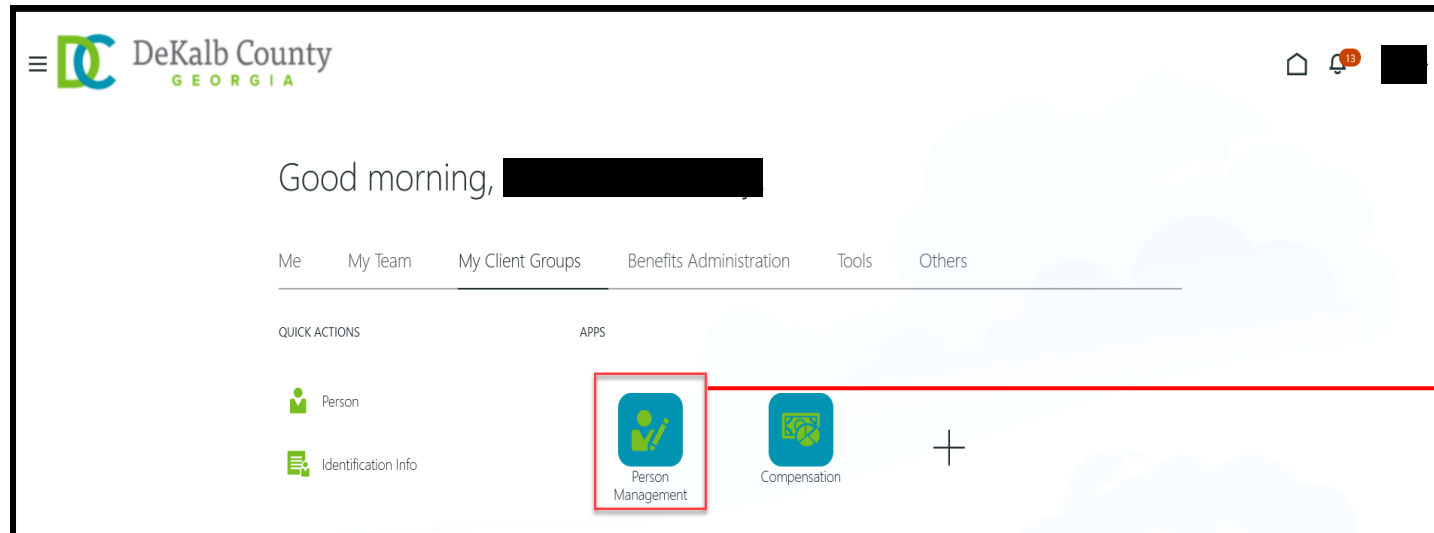 DeKalb County
GEORGIA
13
Good morning,
Me My Team My Client Groups Benefits Administration Tools Others
QUICK ACTIONS APPS
Person
Identification Info
Person
Management
Compensation